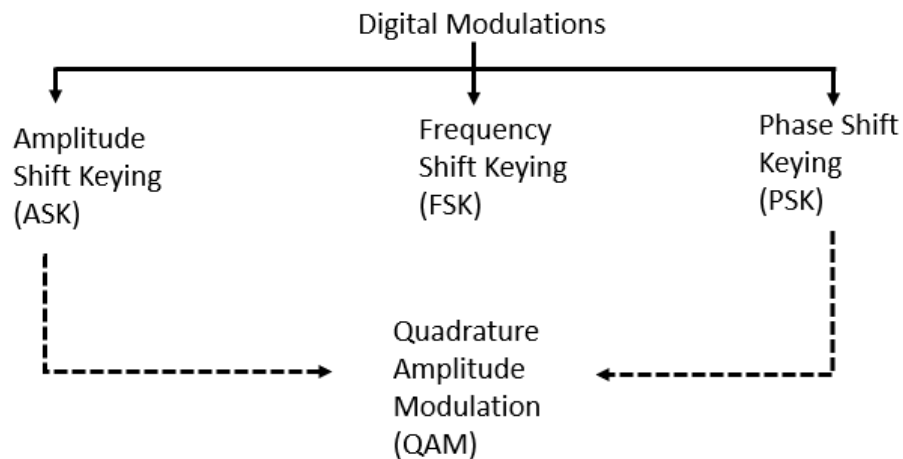 Digital Modulations
Amplitude
Shift Keying
(ASK)
Frequency
Shift Keying
(FSK)
Phase Shift
Keying
(PSK)
Quadrature
Amplitude
Modulation
(QAM)